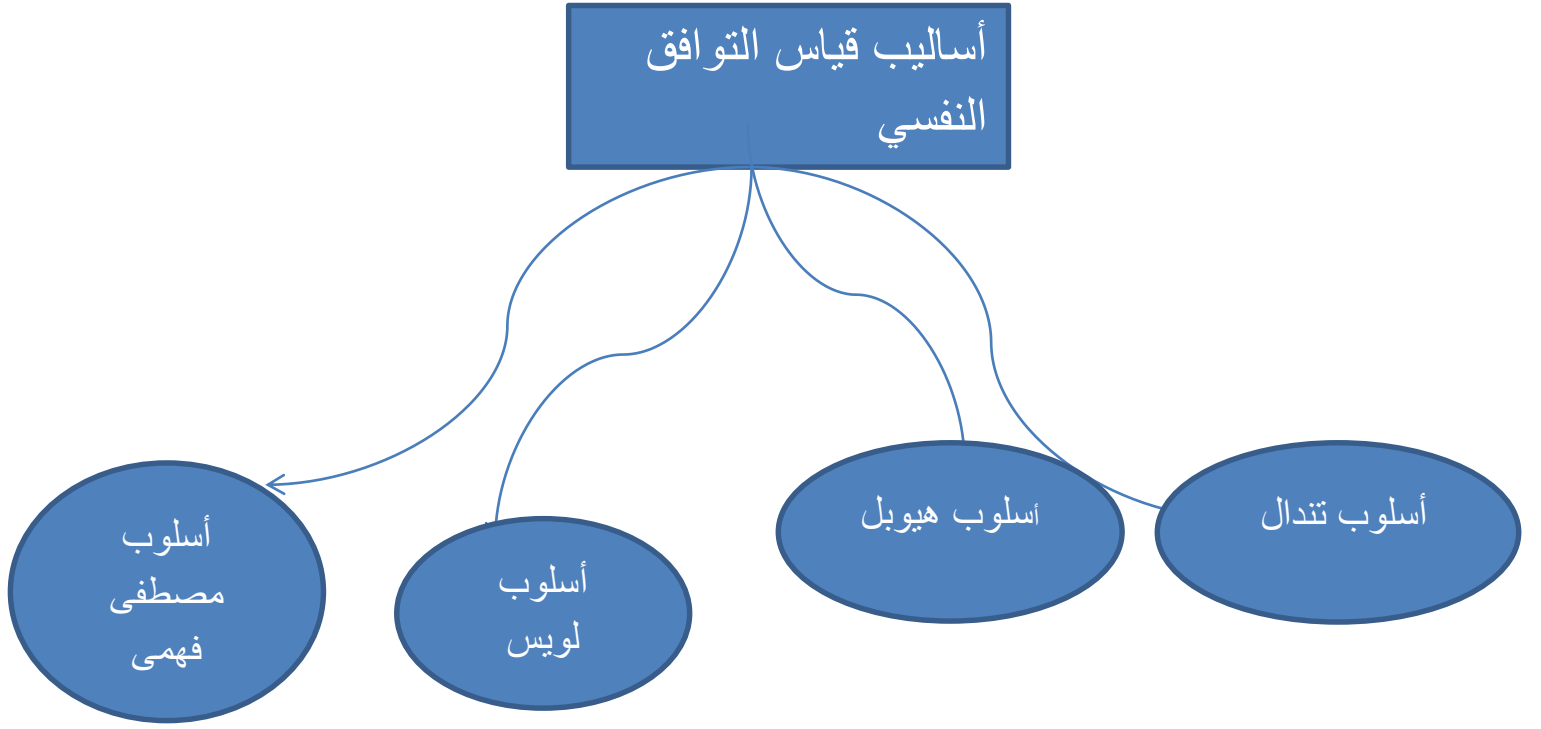 أساليب قياس التوافق
النفسي
أسلوب تندال
أسلوب هيوبل
أسلوب
لويس
أسلوب
مصطفى
فهمى